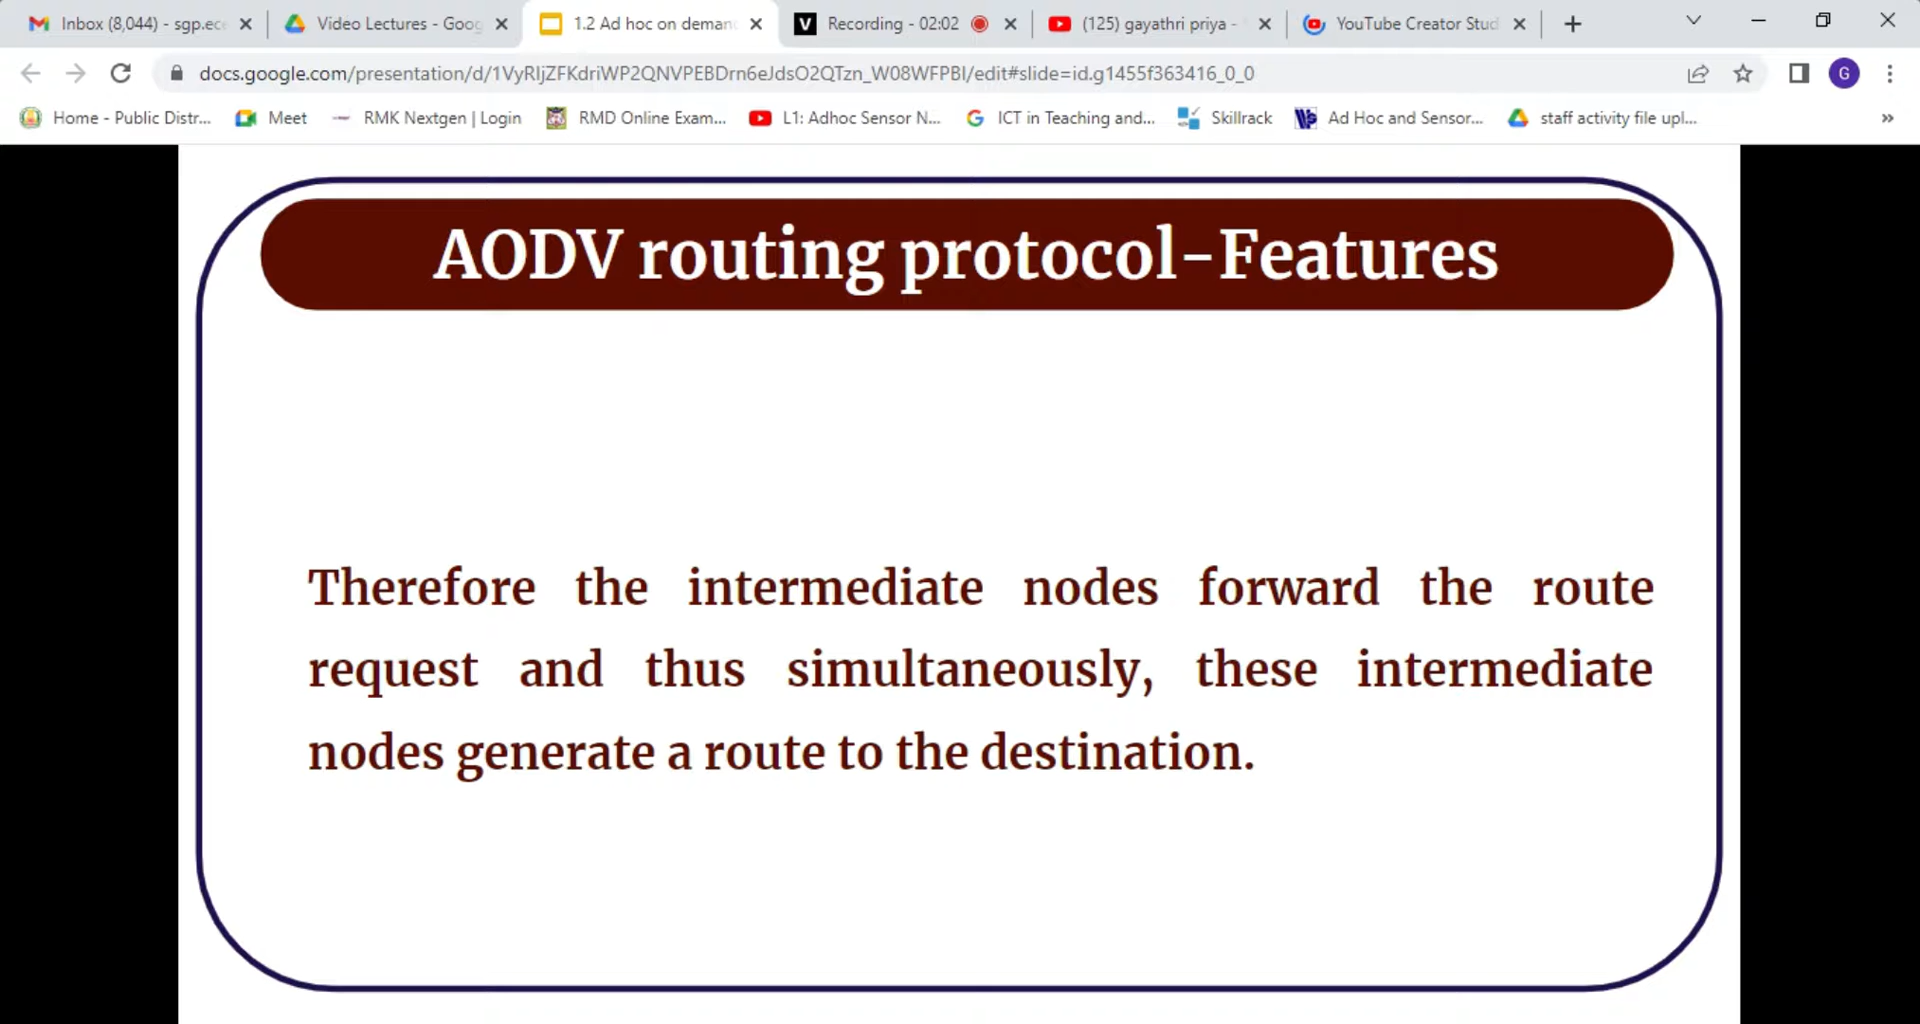 Inbox (8,044) - sgp.ece
Video Lectures - Goog
1.2 Ad hoc on deman
Recording - 02:02
(125) gayathri priya -
YouTube Creator Stud
docs.google.com/presentation/d/1VyRIjZFKdriWP2QNVPEBDrn6eJdsO2QTzn_W08WFPBI/edit#slide=id.g1455f363416_0_0
G
Home - Public Distr...
Meet
RMK Nextgen | Login
RMD Online Exam...
L1: Adhoc Sensor N...
ICT in Teaching and...
Skillrack
Ad Hoc and Sensor...
staff activity file upl...
»
AODV routing protocol-Features
Therefore the intermediate nodes forward the route
request and thus simultaneously, these intermediate
nodes generate a route to the destination.